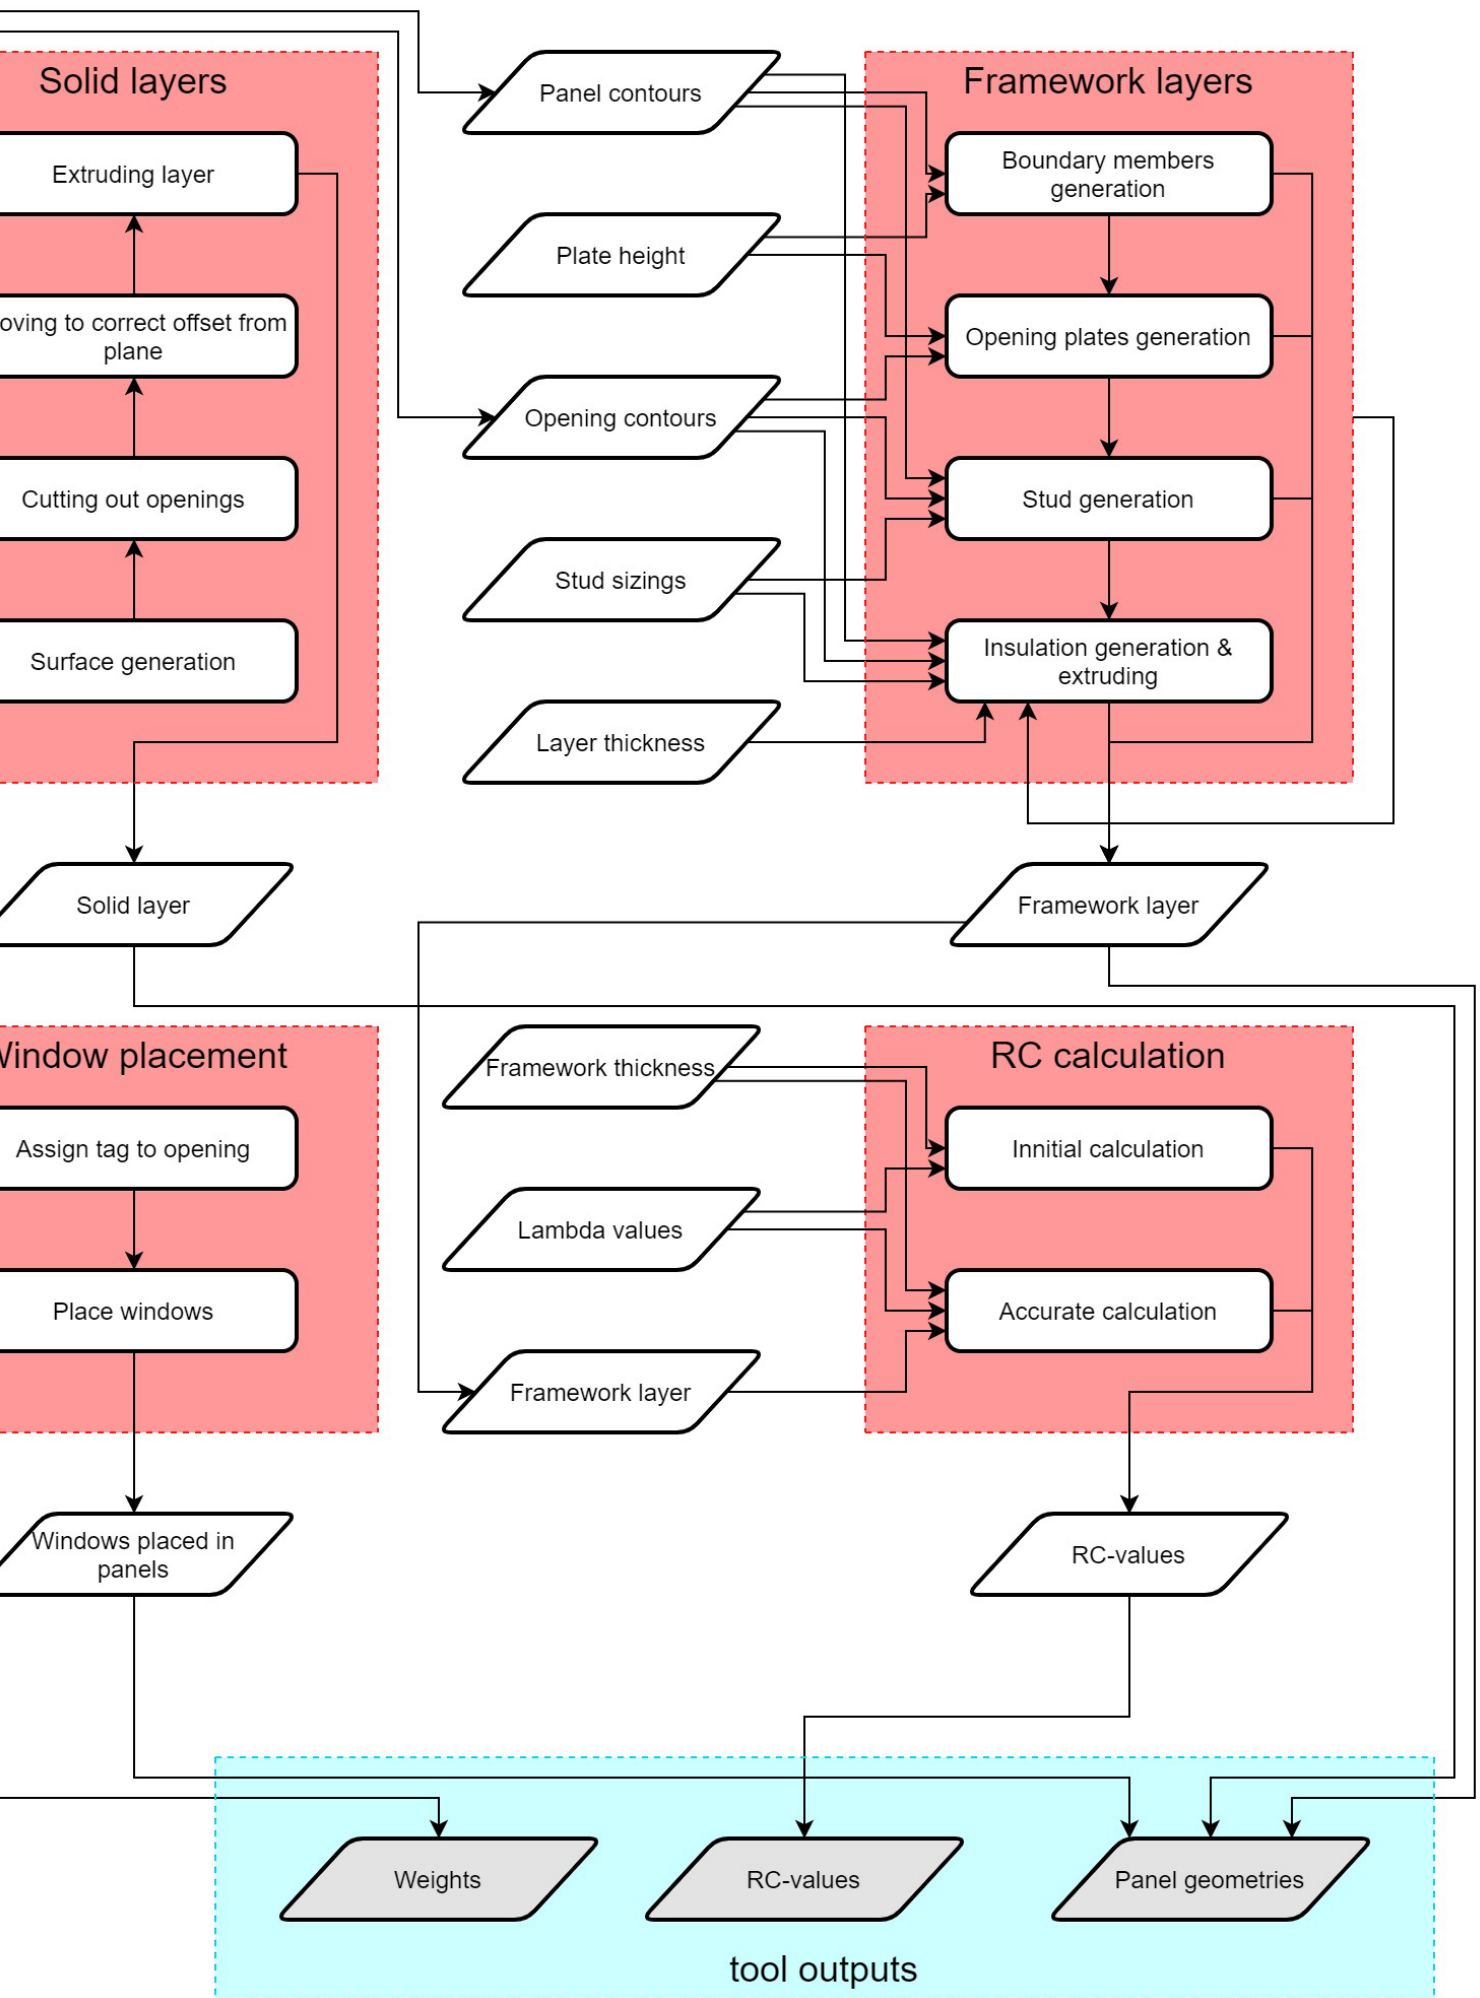 Solid layers
Extruding layer
oving to correct offset from
plane
Cutting out openings
Surface generation
Solid layer
Panel contours
Plate height
Opening contours
Stud sizings
Layer thickness
Framework layers
Boundary members
generation
Opening plates generation
Stud generation
Insulation generation &
extruding
Framework layer
Window placement
Assign tag to opening
Place windows
Windows placed in
panels
Framework thickness
Lambda values
Framework layer
RC calculation
Innitial calculation
Accurate calculation
RC-values
Weights
RC-values
Panel geometries
tool outputs